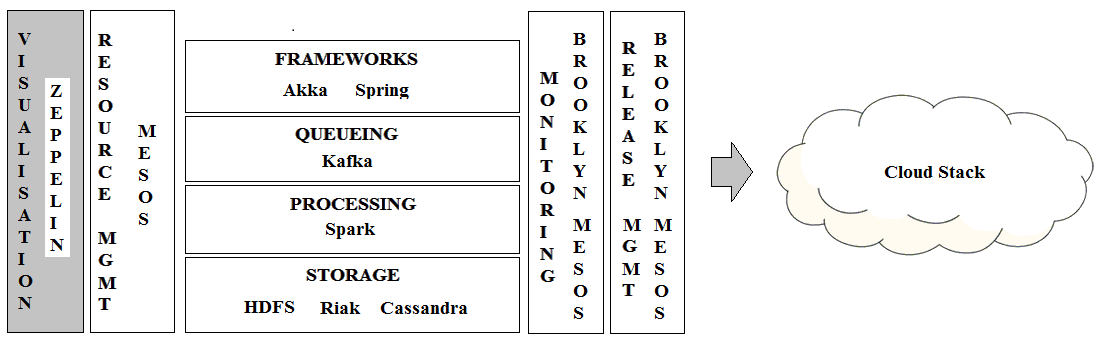 VISUALISATION
ZEPPELIN
RESOURCE MGMT
MESOS
FRAMEWORKS
Akka Spring
QUEUEING
Kafka
PROCESSING
Spark
STORAGE
HDFS Riak Cassandra
MONITORING
BROOKLYN MESOS
RELEASE MGMT
BROOKLYN MESOS
Cloud Stack